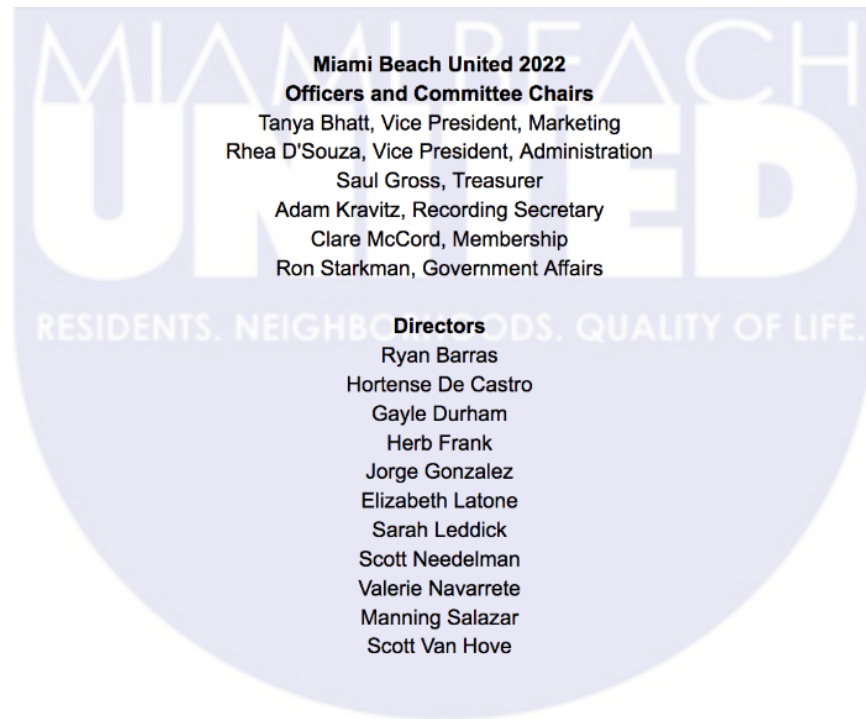 MIAMI BEACH
UNITED
RESIDENTS. NEIGHBORHOODS. QUALITY OF LIFE.
Miami Beach United 2022
Officers and Committee Chairs
Tanya Bhatt, Vice President, Marketing
Rhea D'Souza, Vice President, Administration
Saul Gross, Treasurer
Adam Kravitz, Recording Secretary
Clare McCord, Membership
Ron Starkman, Government Affairs
Directors
Ryan Barras
Hortense De Castro
Gayle Durham
Herb Frank
Jorge Gonzalez
Elizabeth Latone
Sarah Leddick
Scott Needelman
Valerie Navarrete
Manning Salazar
Scott Van Hove